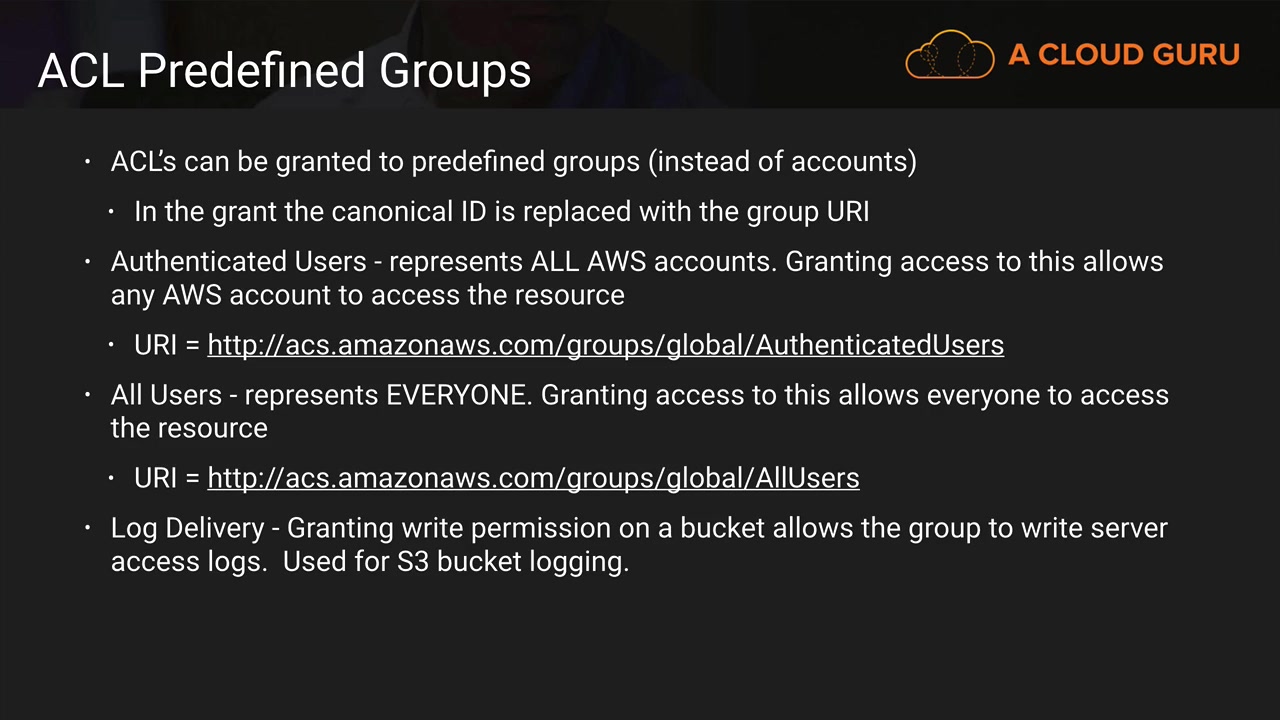 ACL Predefined Groups
A CLOUD GURU
• ACL’s can be granted to predefined groups (instead of accounts)
• In the grant the canonical ID is replaced with the group URI
• Authenticated Users - represents ALL AWS accounts. Granting access to this allows
any AWS account to access the resource
• URI = http://acs.amazonaws.com/groups/global/AuthenticatedUsers
• All Users - represents EVERYONE. Granting access to this allows everyone to access
the resource
• URI = http://acs.amazonaws.com/groups/global/AllUsers
• Log Delivery - Granting write permission on a bucket allows the group to write server
access logs.  Used for S3 bucket logging.